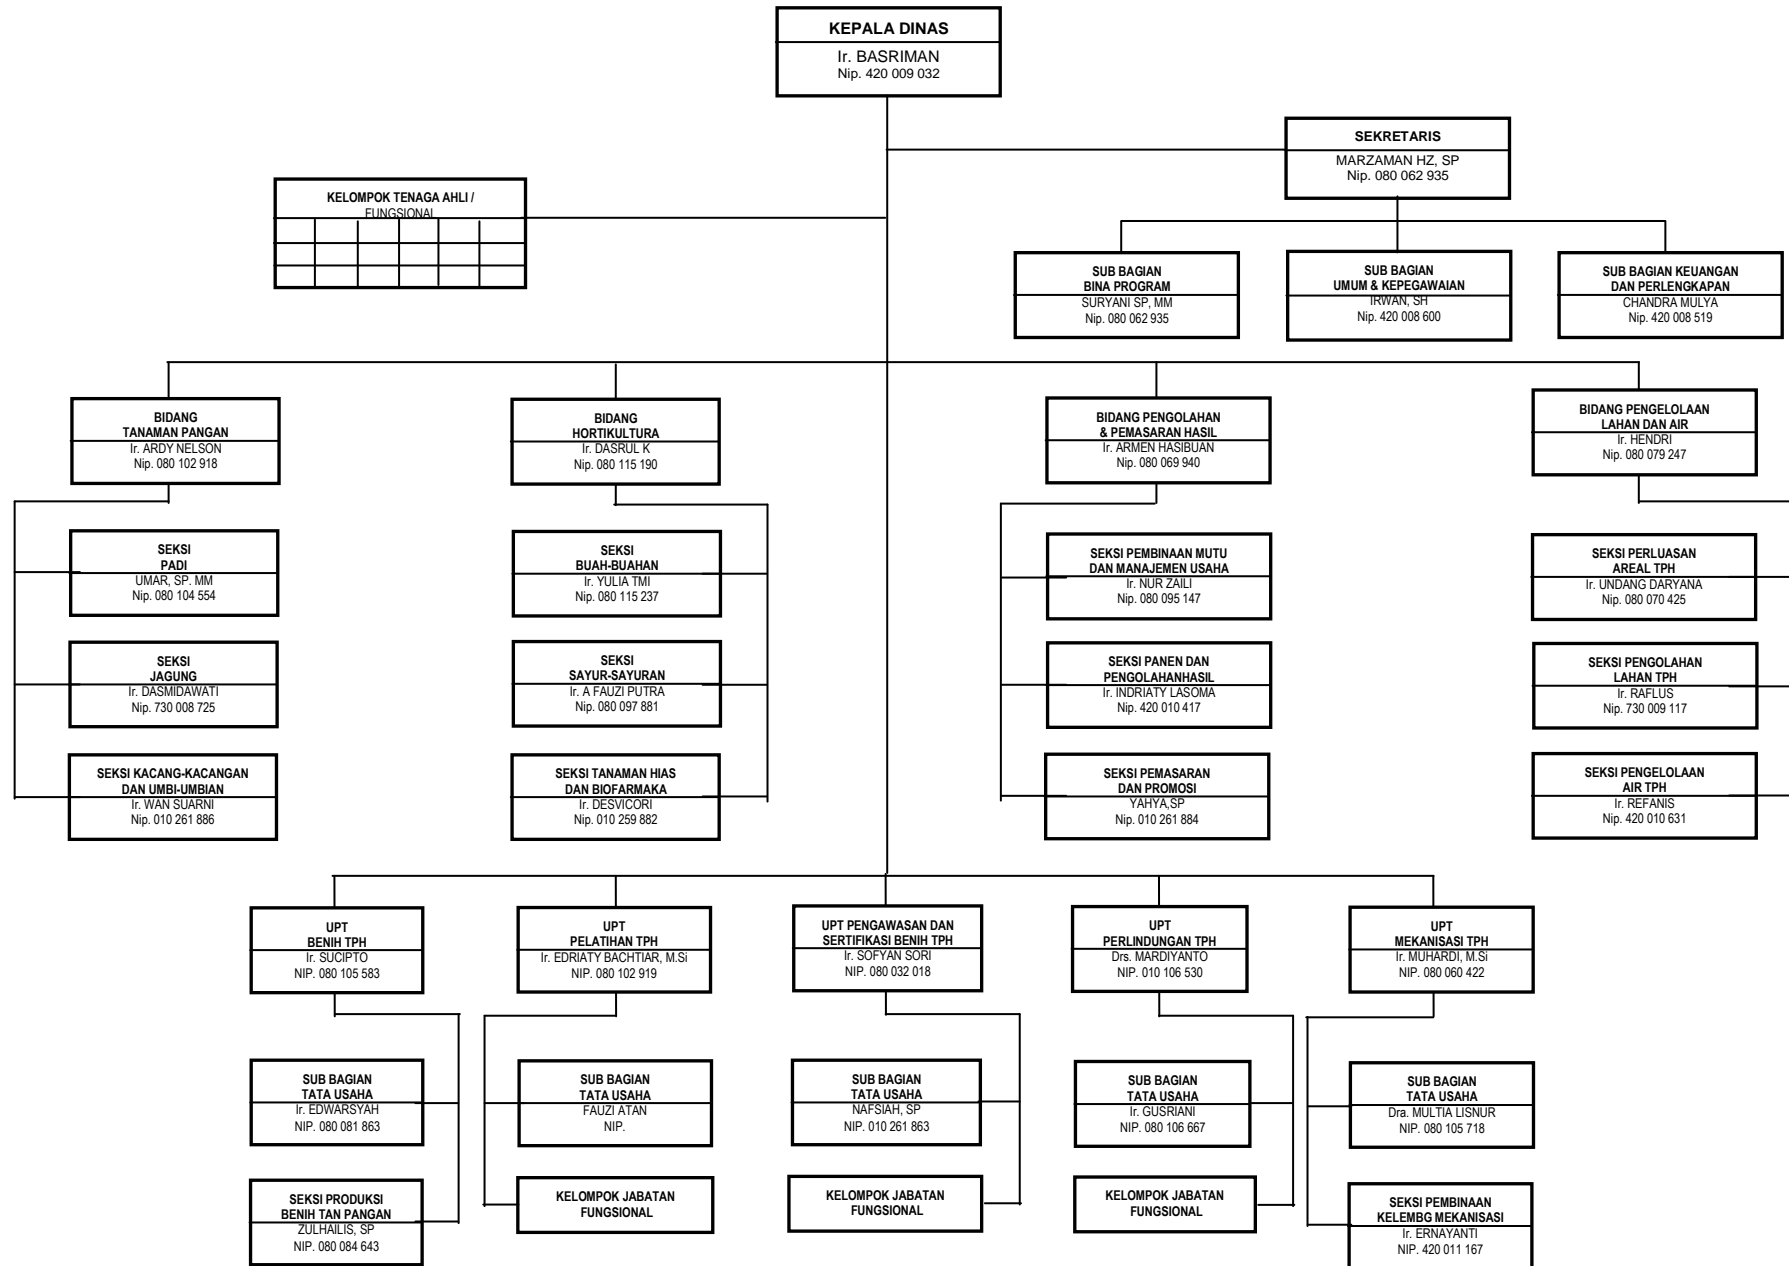 KEPALA DINAS
Ir. BASRIMAN
Nip. 420 009 032
SEKRETARIS
MARZAMAN HZ, SP
Nip. 080 062 935
KELOMPOK TENAGA AHLI /
FUNGSIONAL
SUB BAGIAN
BINA PROGRAM
SURYANI SP, MM
Nip. 080 062 935
SUB BAGIAN
UMUM & KEPEGAWAIAN
IRWAN, SH
Nip. 420 008 600
SUB BAGIAN KEUANGAN
DAN PERLENGKAPAN
CHANDRA MULYA
Nip. 420 008 519
BIDANG
TANAMAN PANGAN
Ir. ARDY NELSON
Nip. 080 102 918
BIDANG
HORTIKULTURA
Ir. DASRUL K
Nip. 080 115 190
BIDANG PENGOLAHAN
& PEMASARAN HASIL
Ir. ARMEN HASIBUAN
Nip. 080 069 940
BIDANG PENGELOLAAN
LAHAN DAN AIR
Ir. HENDRI
Nip. 080 079 247
SEKSI
PADI
UMAR, SP. MM
Nip. 080 104 554
SEKSI
BUAH-BUAHAN
Ir. YULIA TMI
Nip. 080 115 237
SEKSI PEMBINAAN MUTU
DAN MANAJEMEN USAHA
Ir. NUR ZAILI
Nip. 080 095 147
SEKSI PERLUASAN
AREAL TPH
Ir. UNDANG DARYANA
Nip. 080 070 425
SEKSI
JAGUNG
Ir. DASMIDAWATI
Nip. 730 008 725
SEKSI
SAYUR-SAYURAN
Ir. A FAUZI PUTRA
Nip. 080 097 881
SEKSI PANEN DAN
PENGOLAHANHASIL
Ir. INDRIATY LASOMA
Nip. 420 010 417
SEKSI PENGOLAHAN
LAHAN TPH
Ir. RAFLUS
Nip. 730 009 117
SEKSI KACANG-KACANGAN
DAN UMBI-UMBIAN
Ir. WAN SUARNI
Nip. 010 261 886
SEKSI TANAMAN HIAS
DAN BIOFARMAKA
Ir. DESVICORI
Nip. 010 259 882
SEKSI PEMASARAN
DAN PROMOSI
YAHYA,SP
Nip. 010 261 884
SEKSI PENGELOLAAN
AIR TPH
Ir. REFANIS
Nip. 420 010 631
UPT
BENIH TPH
Ir. SUCIPTO
NIP. 080 105 583
UPT
PELATIHAN TPH
Ir. EDRIATY BACHTIAR, M.Si
NIP. 080 102 919
UPT PENGAWASAN DAN
SERTIFIKASI BENIH TPH
Ir. SOFYAN SORI
NIP. 080 032 018
UPT
PERLINDUNGAN TPH
Drs. MARDIYANTO
NIP. 010 106 530
UPT
MEKANISASI TPH
Ir. MUHARDI, M.Si
NIP. 080 060 422
SUB BAGIAN
TATA USAHA
Ir. EDWARSYAH
NIP. 080 081 863
SUB BAGIAN
TATA USAHA
FAUZI ATAN
NIP.
SUB BAGIAN
TATA USAHA
NAFSIAH, SP
NIP. 010 261 863
SUB BAGIAN
TATA USAHA
Ir. GUSRIANI
NIP. 080 106 667
SUB BAGIAN
TATA USAHA
Dra. MULTIA LISNUR
NIP. 080 105 718
SEKSI PRODUKSI
BENIH TAN PANGAN
ZULHAILIS, SP
NIP. 080 084 643
KELOMPOK JABATAN
FUNGSIONAL
KELOMPOK JABATAN
FUNGSIONAL
KELOMPOK JABATAN
FUNGSIONAL
SEKSI PEMBINAAN
KELEMBG MEKANISASI
Ir. ERNAYANTI
NIP. 420 011 167